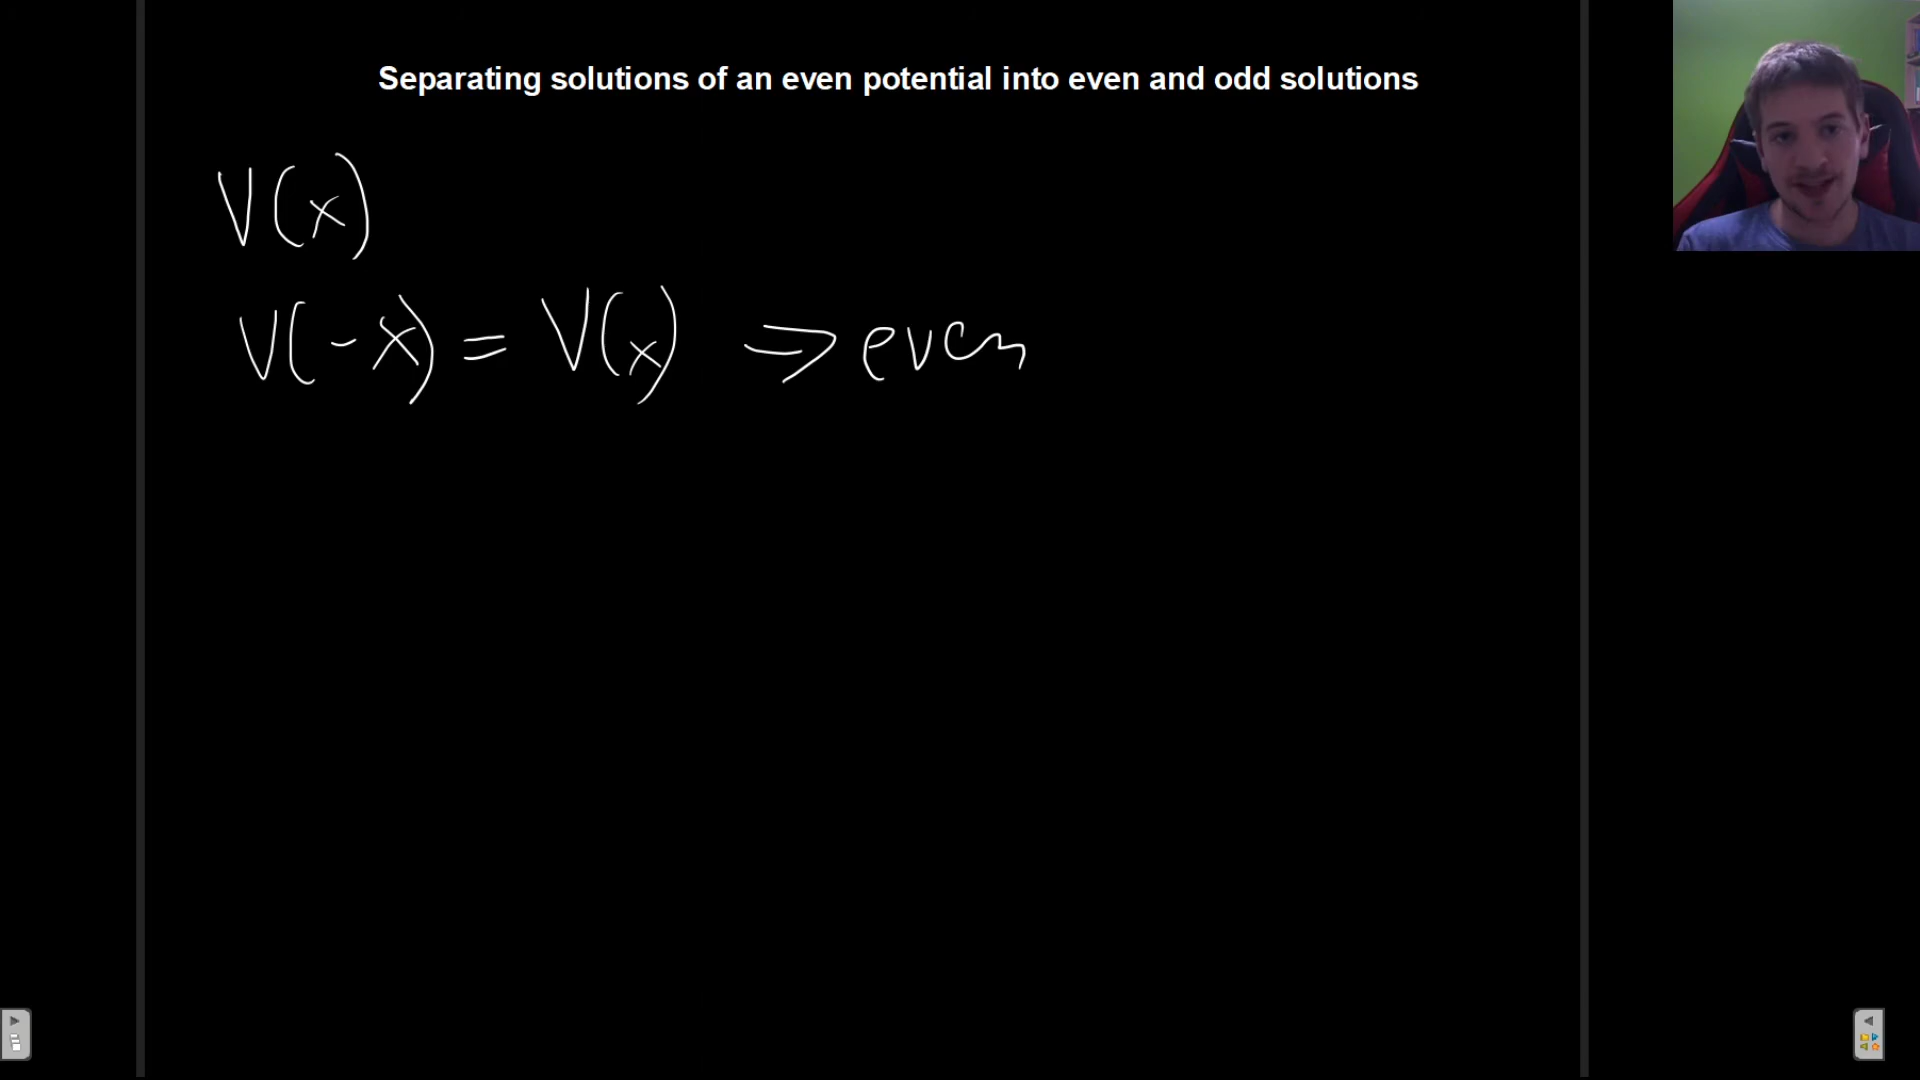 Separating solutions of an even potential into even and odd solutions
V(x)
V(-x) = V(x) ⇒ even